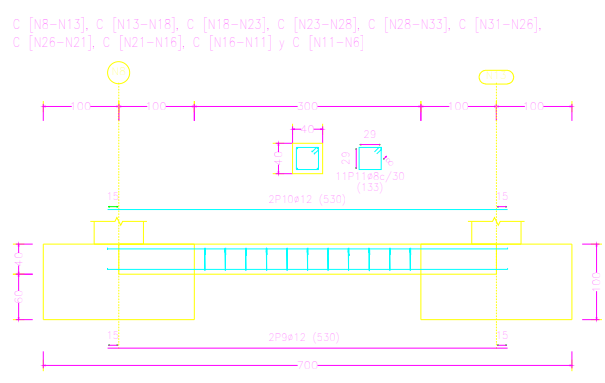 C [N8-N13], C [N13-N18], C [N18-N23], C [N23-N28], C [N28-N33], C [N31-N26],
C [N26-N21], C [N21-N16], C [N16-N11] y C [N11-N6]
100 100 300 100 100
40 29
40 29
11P11ø8c/30
(133)
15 2P10ø12 (530) 15
40
60 100
15 2P9ø12 (530) 15
700